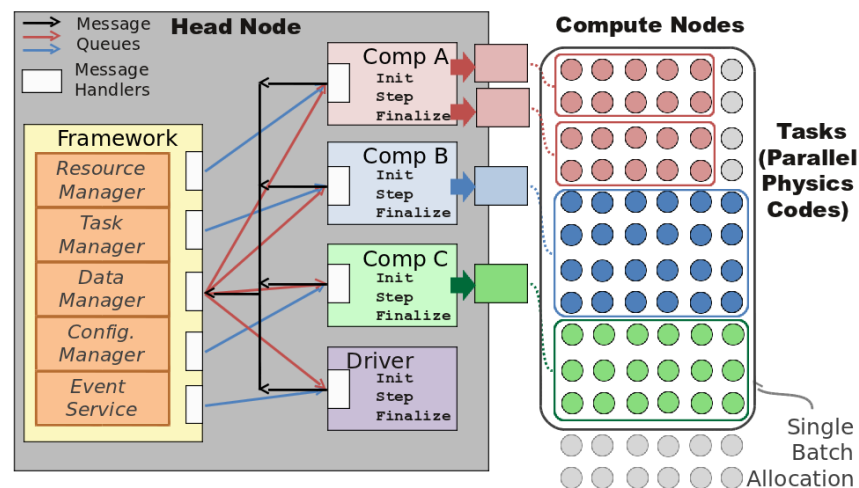 Message
Queues
Message
Handlers
Head Node
Framework
Resource
Manager
Task
Manager
Data
Manager
Config.
Manager
Event
Service
Comp A
Init
Step
Finalize
Comp B
Init
Step
Finalize
Comp C
Init
Step
Finalize
Driver
Init
Step
Finalize
Compute Nodes
Tasks
(Parallel
Physics
Codes)
Single
Batch
Allocation